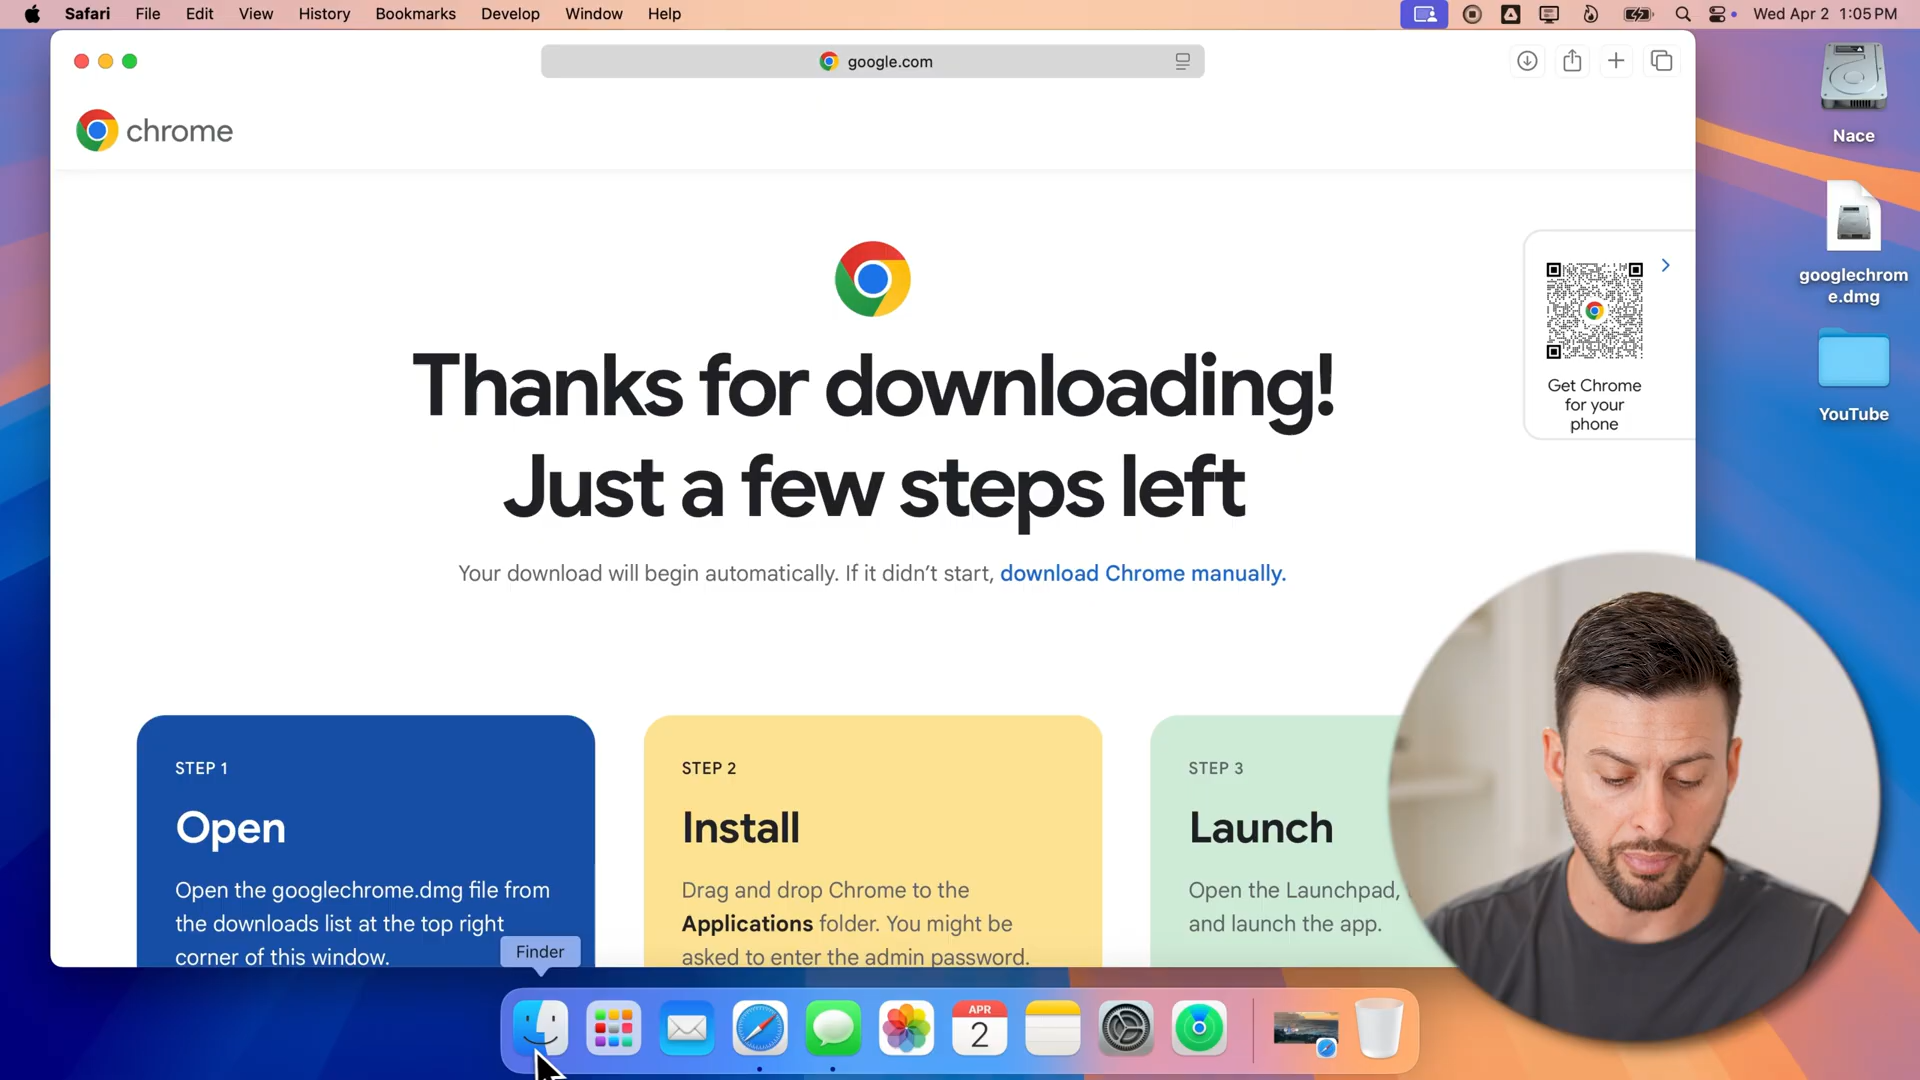 Safari File Edit View History Bookmarks Develop Window Help Wed Apr 2 1:05 PM
google.com
chrome
Nace
googlechrom
e.dmg
YouTube
Get Chrome
for your
phone
Thanks for downloading!
Just a few steps left
Your download will begin automatically. If it didn’t start, download Chrome manually.
STEP 1
Open
Open the googlechrome.dmg file from
the downloads list at the top right
corner of this window.
STEP 2
Install
Drag and drop Chrome to the
Applications folder. You might be
asked to enter the admin password.
STEP 3
Launch
Open the Launchpad,
and launch the app.
Finder
APR
2